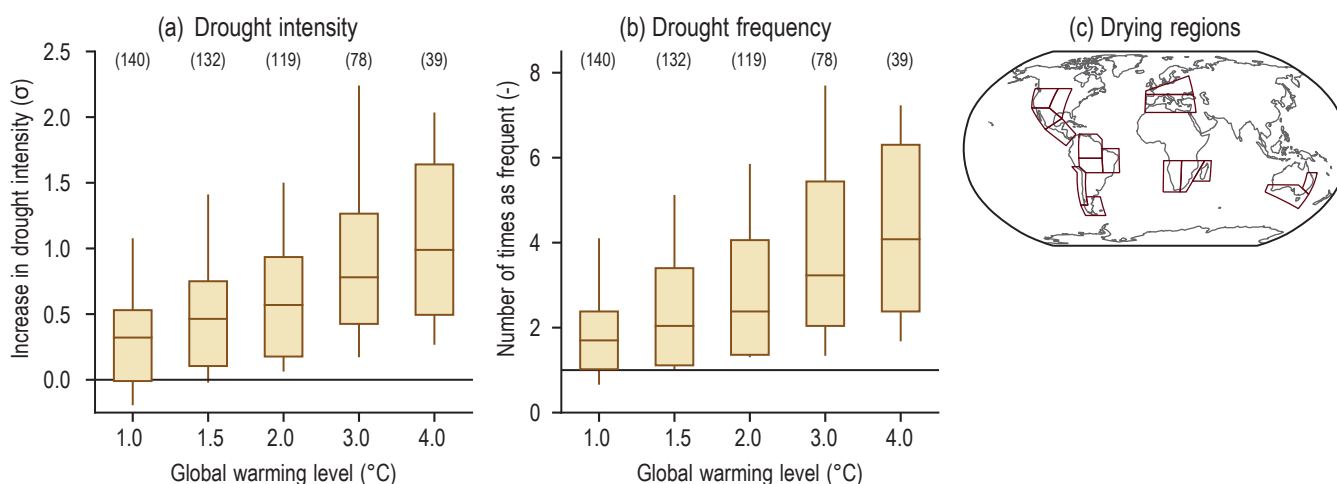 (a) Drought intensity
(140) (132) (119) (78) (39)
2.5
2.0
1.5
1.0
0.5
0.0
Increase in drought intensity (σ)
1.0 1.5 2.0 3.0 4.0
Global warming level (°C)
(b) Drought frequency
(140) (132) (119) (78) (39)
8
6
4
2
0
Number of times as frequent (-)
1.0 1.5 2.0 3.0 4.0
Global warming level (°C)
(c) Drying regions